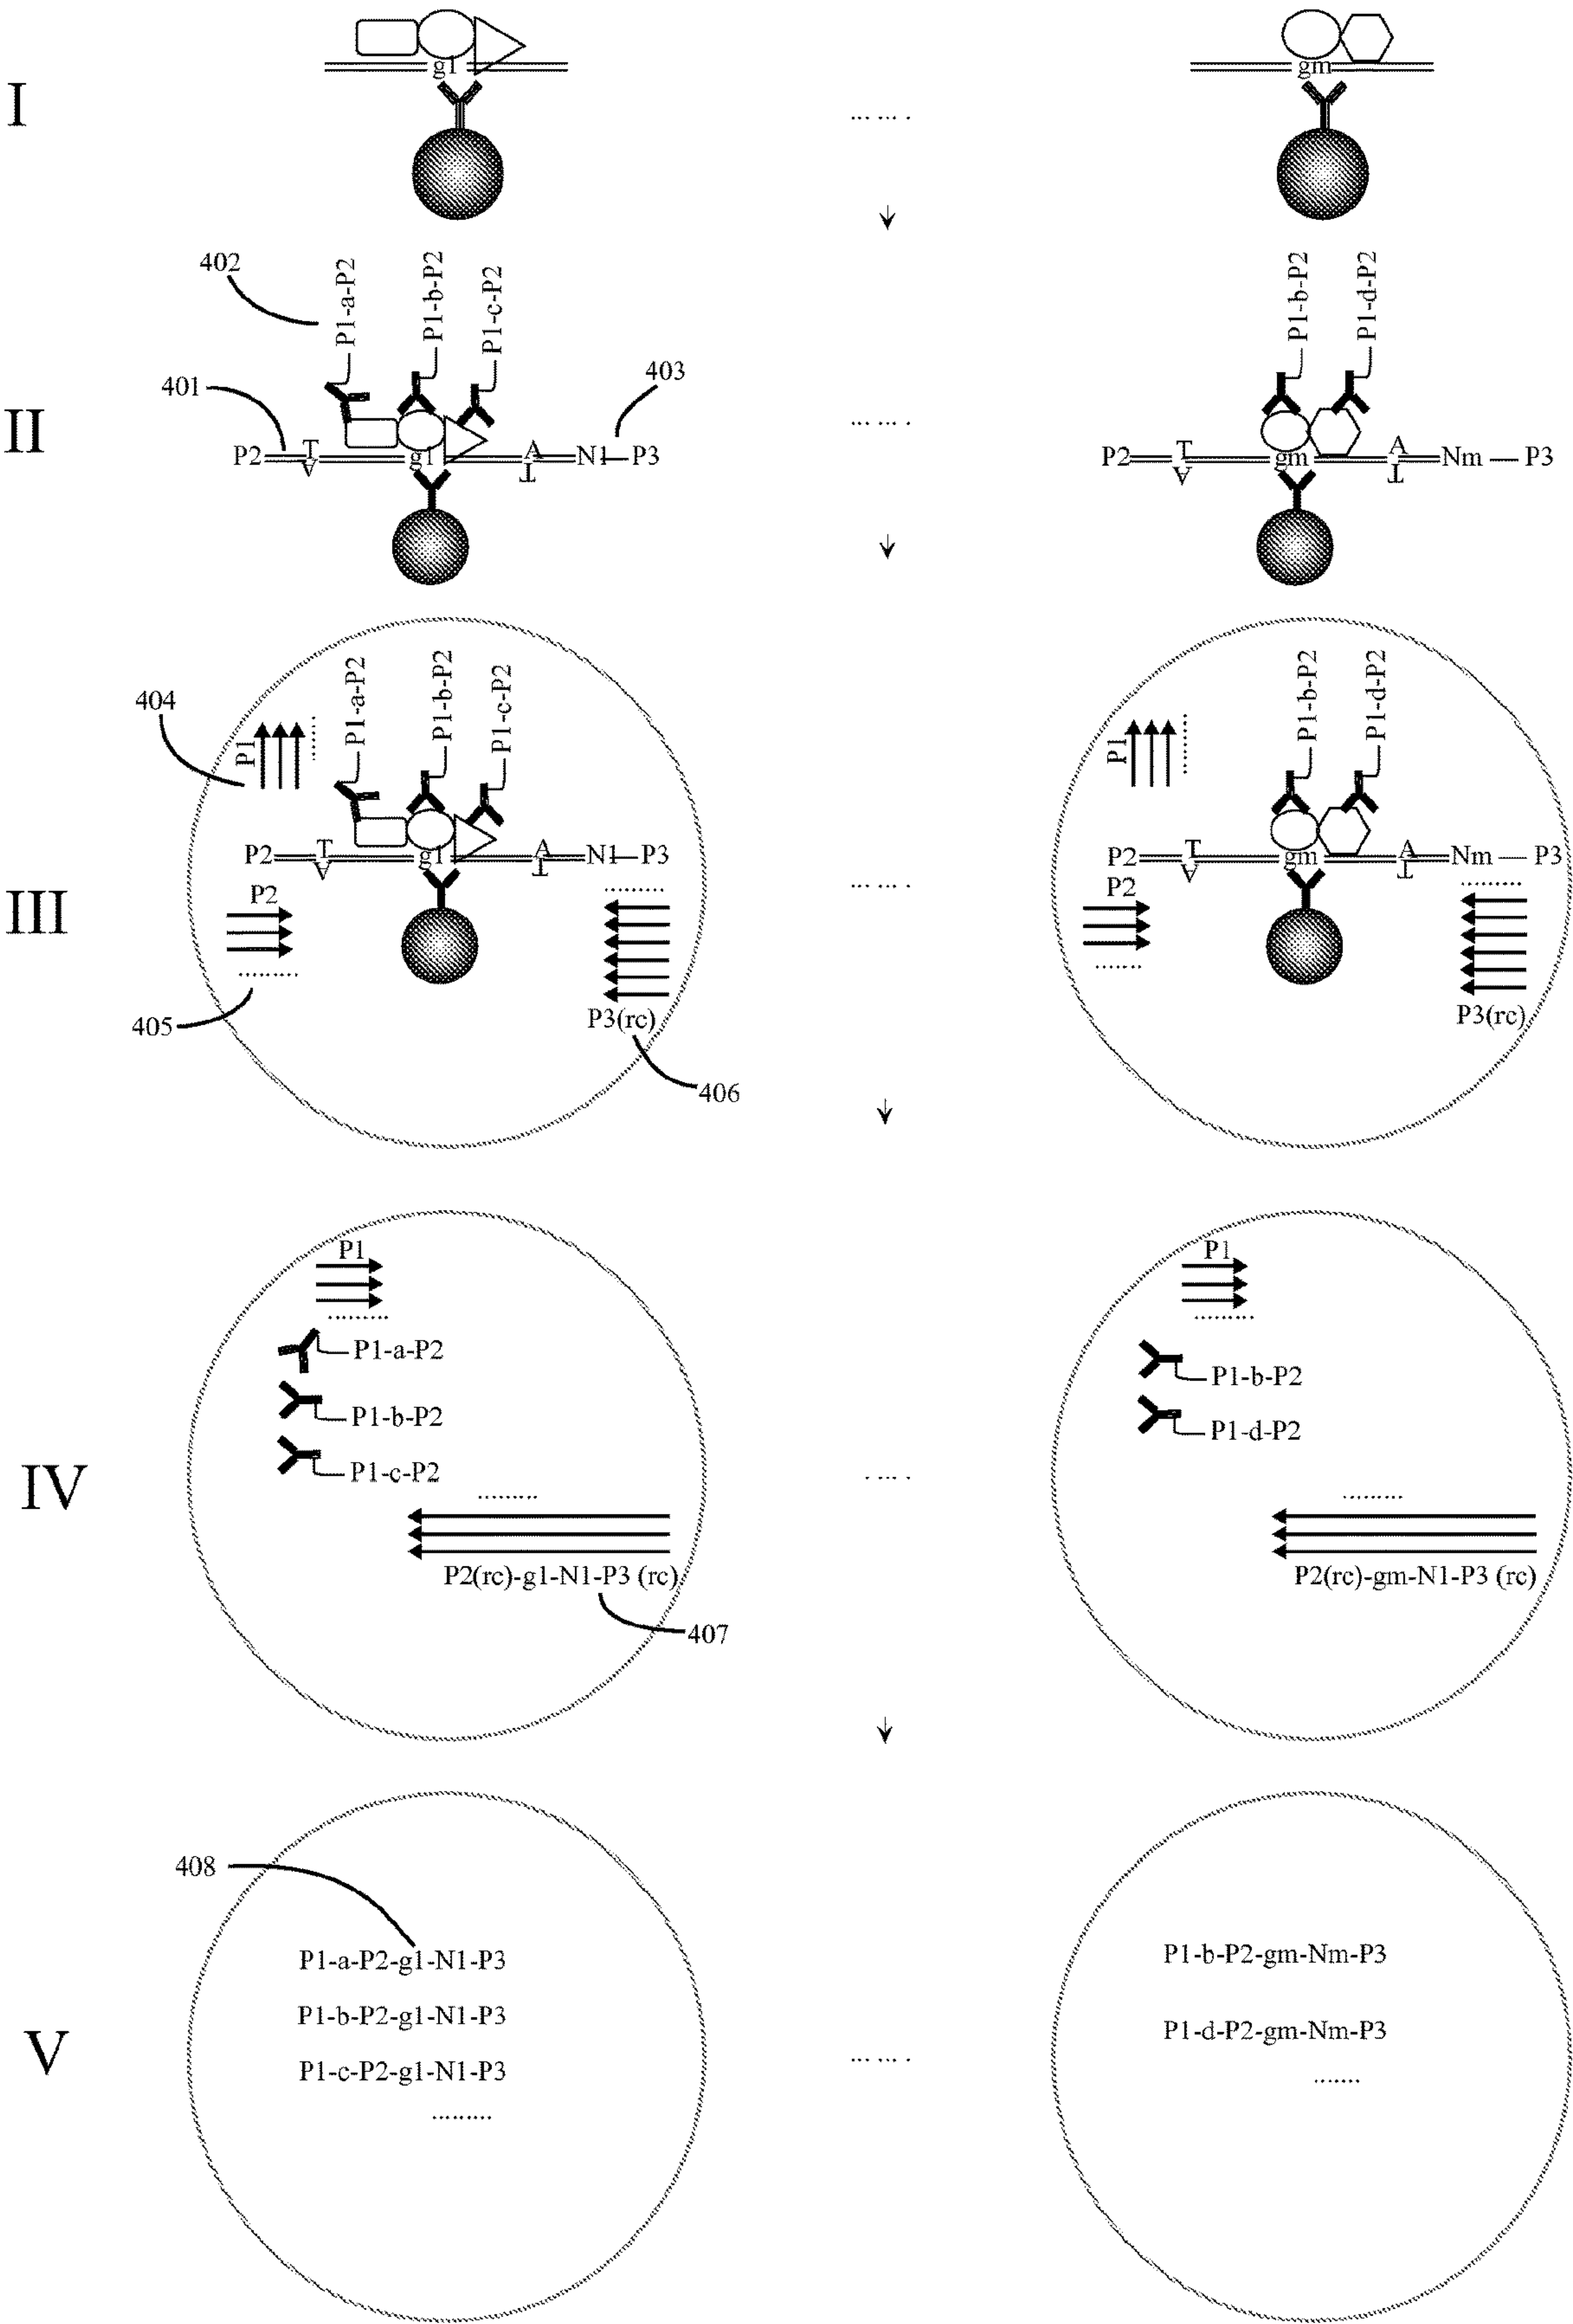 I
g1
gm
... ... .
II
402
P1-a-P2
P1-b-P2
P1-c-P2
P1-b-P2
P1-d-P2
401
403
P2
T
A
g1
A
T
N1
P3
... ... .
P2
T
A
gm
A
T
Nm
P3
III
404
P1
P1-a-P2
P1-b-P2
P1-c-P2
P1
P1-b-P2
P1-d-P2
P2
T
A
g1
A
T
N1
P3
... ... .
P2
T
A
gm
A
T
Nm
P3
P2
P2
405
P3(rc)
406
P3(rc)
IV
P1
P1-a-P2
P1-b-P2
P1-c-P2
P2(rc)-g1-N1-P3 (rc)
407
P1
P1-b-P2
P1-d-P2
P2(rc)-gm-N1-P3 (rc)
V
408
P1-a-P2-g1-N1-P3
P1-b-P2-g1-N1-P3
P1-c-P2-g1-N1-P3
... ... .
P1-b-P2-gm-Nm-P3
P1-d-P2-gm-Nm-P3